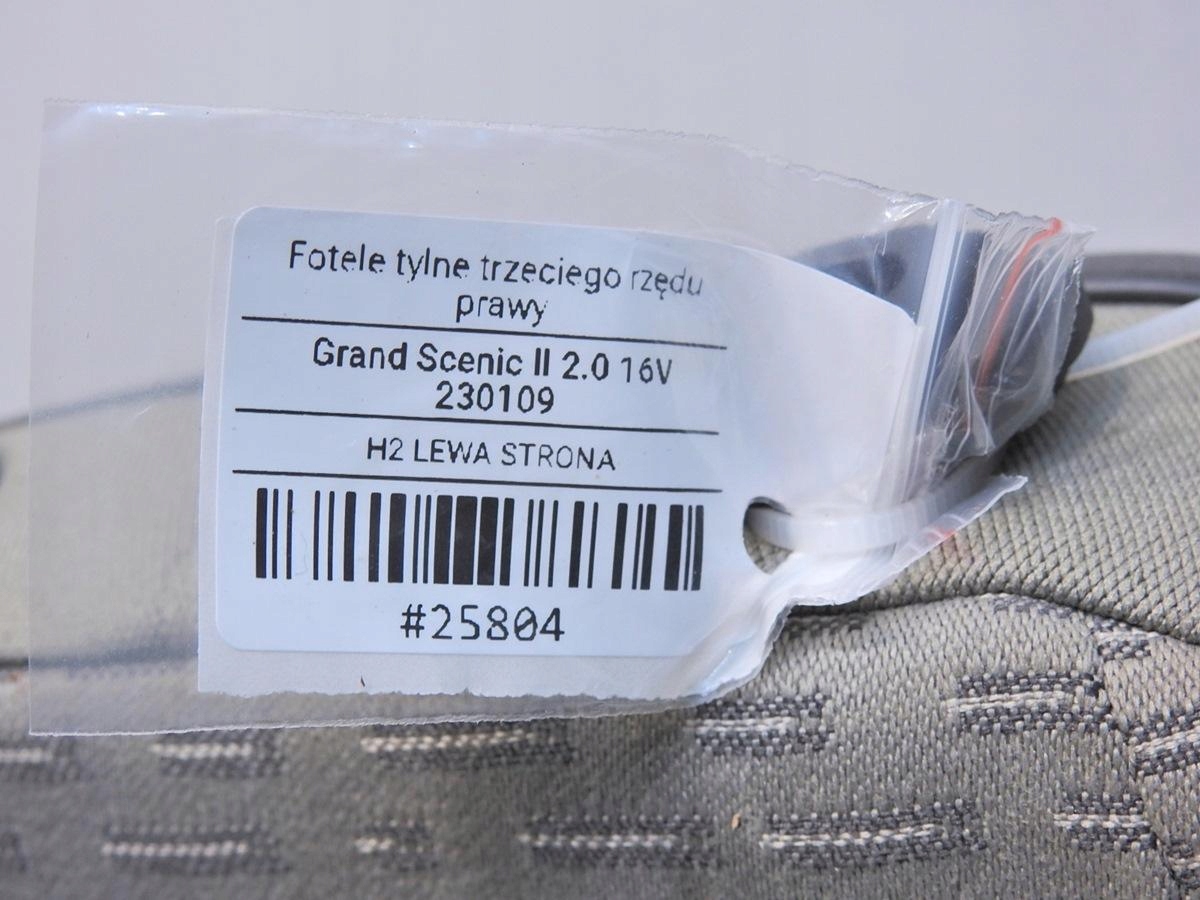 Fotele tylne trzeciego rzędu
prawy
Grand Scenic II 2.0 16V
230109
H2 LEWA STRONA
#25804